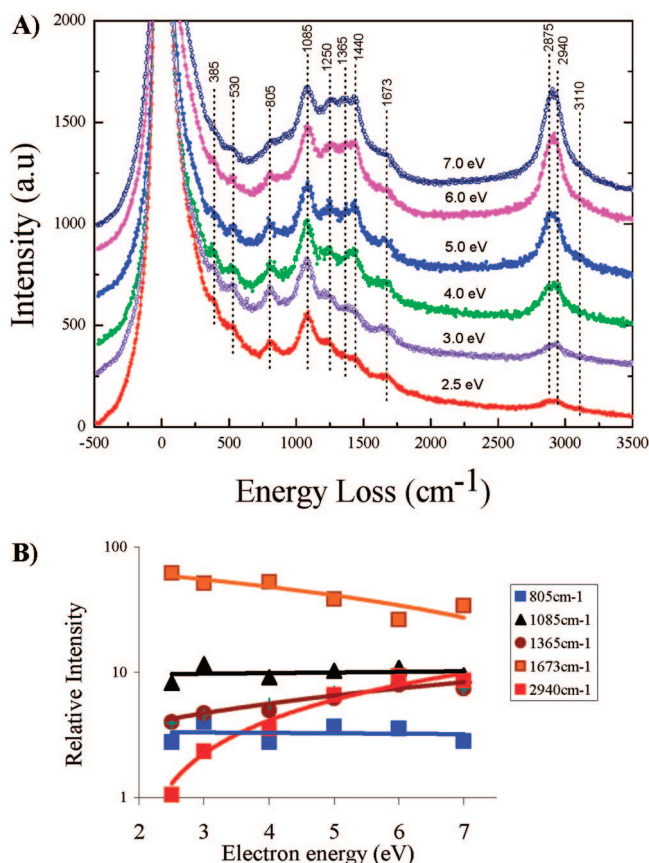 A)
2000
1500
1000
500
0
Intensity (a.u)
385
530
805
1085
1250
1365
1440
1673
2875
2940
3110
7.0 eV
6.0 eV
5.0 eV
4.0 eV
3.0 eV
2.5 eV
-500 0 500 1000 1500 2000 2500 3000 3500
Energy Loss (cm-1)
B)
100
10
1
Relative Intensity
805cm-1
1085cm-1
1365cm-1
1673cm-1
2940cm-1
2 3 4 5 6 7
Electron energy (eV)